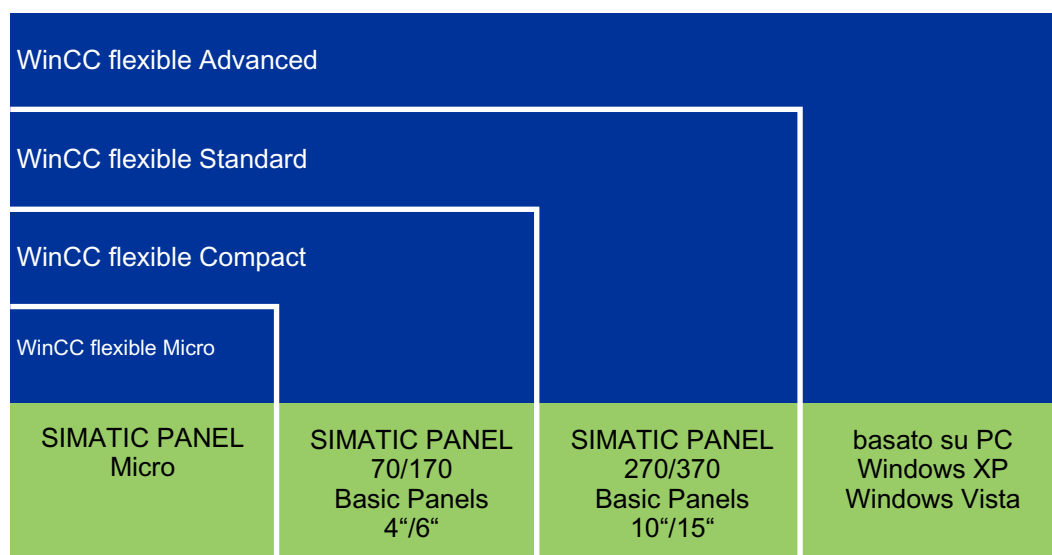 WinCC flexible Advanced
WinCC flexible Standard
WinCC flexible Compact
WinCC flexible Micro
SIMATIC PANEL
Micro
SIMATIC PANEL
70/170
Basic Panels
4“/6“
SIMATIC PANEL
270/370
Basic Panels
10“/15“
basato su PC
Windows XP
Windows Vista